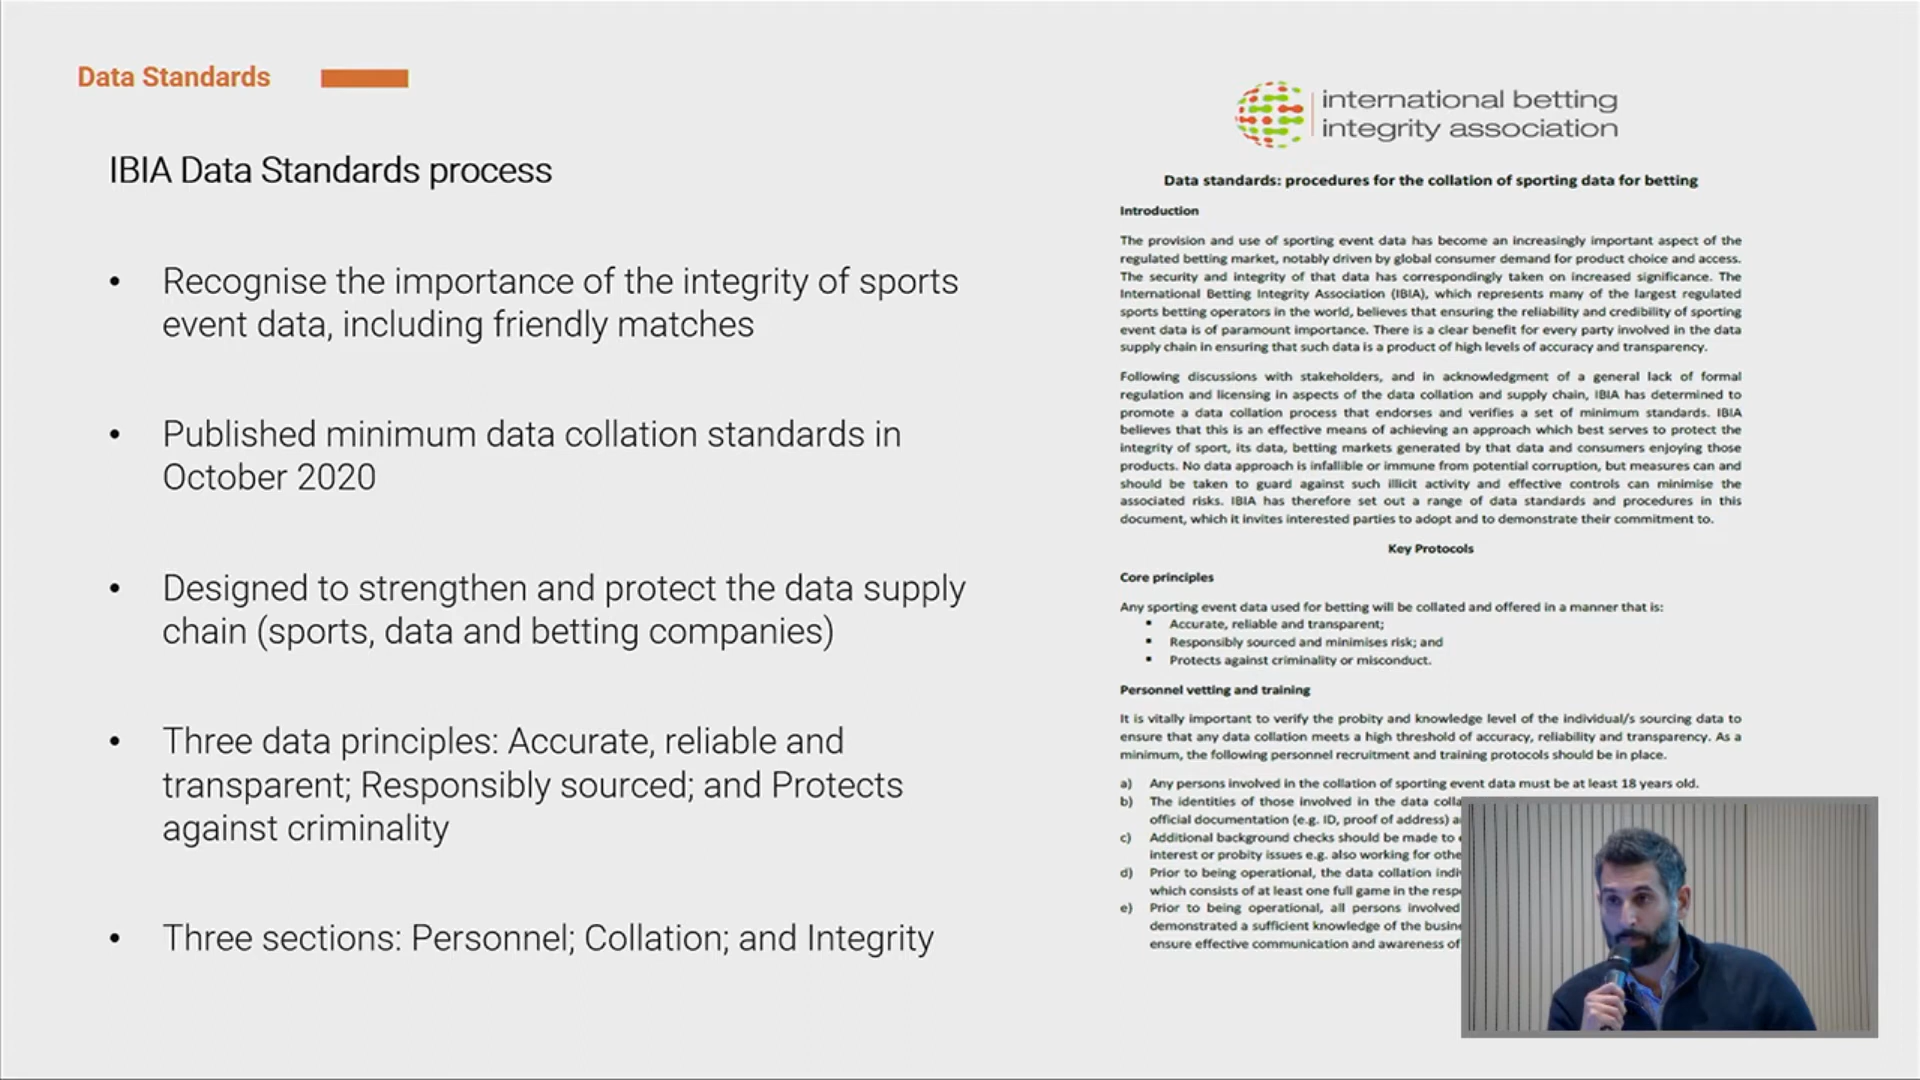 Data Standards
IBIA Data Standards process
• Recognise the importance of the integrity of sports
event data, including friendly matches
• Published minimum data collation standards in
October 2020
• Designed to strengthen and protect the data supply
chain (sports, data and betting companies)
• Three data principles: Accurate, reliable and
transparent; Responsibly sourced; and Protects
against criminality
• Three sections: Personnel; Collation; and Integrity
international betting
integrity association
Data standards: procedures for the collation of sporting data for betting
Introduction
The provision and use of sporting event data has become an increasingly important aspect of the
regulated betting market, notably driven by global consumer demand for product choice and access.
The security and integrity of that data has correspondingly taken on increased significance. The
International Betting Integrity Association (IBIA), which represents many of the largest regulated
sports betting operators in the world, believes that ensuring the reliability and credibility of sporting
event data is of paramount importance. There is a clear benefit for every party involved in the data
supply chain in ensuring that such data is a product of high levels of accuracy and transparency.
Following discussions with stakeholders, and in acknowledgment of a general lack of formal
regulation and licensing in aspects of the data collation and supply chain, IBIA has determined to
promote a data collation process that endorses and verifies a set of minimum standards. IBIA
believes that this is an effective means of achieving an approach which best serves to protect the
integrity of sport, its data, betting markets generated by that data and consumers enjoying those
products. No data approach is infallible or immune from potential corruption, but measures can and
should be taken to guard against such illicit activity and effective controls can minimise the
associated risks. IBIA has therefore set out a range of data standards and procedures in this
document, which it invites interested parties to adopt and to demonstrate their commitment to.
Key Protocols
Core principles
Any sporting event data used for betting will be collated and offered in a manner that is:
▪ Accurate, reliable and transparent;
▪ Responsibly sourced and minimises risk; and
▪ Protects against criminality or misconduct.
Personnel vetting and training
It is vitally important to verify the probity and knowledge level of the individual/s sourcing data to
ensure that any data collation meets a high threshold of accuracy, reliability and transparency. As a
minimum, the following personnel recruitment and training protocols should be in place.
a) Any persons involved in the collation of sporting event data must be at least 18 years old.
b) The identities of those involved in the data
official documentation (e.g. ID, proof of address)
c) Additional background checks should be made to
interest or probity issues e.g. also working for
d) Prior to being operational, the data collation
which consists of at least one full game in the
e) Prior to being operational, all persons involved
demonstrated a sufficient knowledge of the
ensure effective communication and awareness of